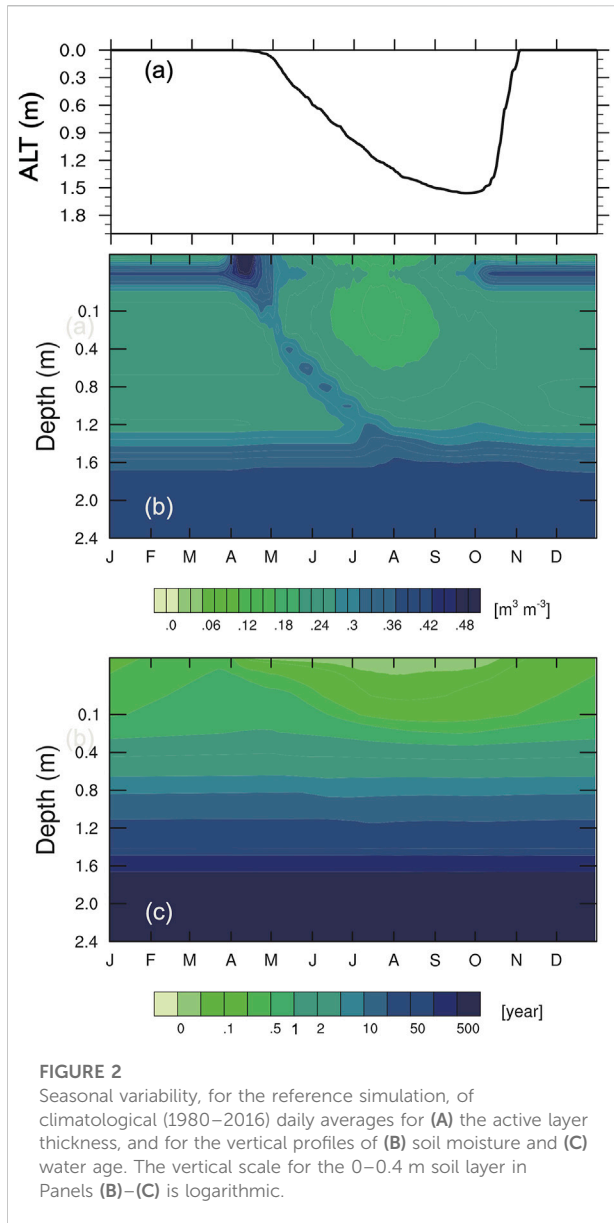 0.0
0.3
0.6
0.9
1.2
1.5
1.8
ALT (m)
(a)
0.1
0.4
0.8
1.2
1.6
2.0
2.4
Depth (m)
(a)
(b)
J F M A M J J A S O N D
.0 .06 .12 .18 .24 .3 .36 .42 .48 [m³ m⁻³]
0.1
0.4
0.8
1.2
1.6
2.0
2.4
Depth (m)
(b)
(c)
J F M A M J J A S O N D
0 .1 .5 1 2 10 50 500 [year]
FIGURE 2
Seasonal variability, for the reference simulation, of
climatological (1980–2016) daily averages for (A) the active layer
thickness, and for the vertical profiles of (B) soil moisture and (C)
water age. The vertical scale for the 0–0.4 m soil layer in
Panels (B)–(C) is logarithmic.